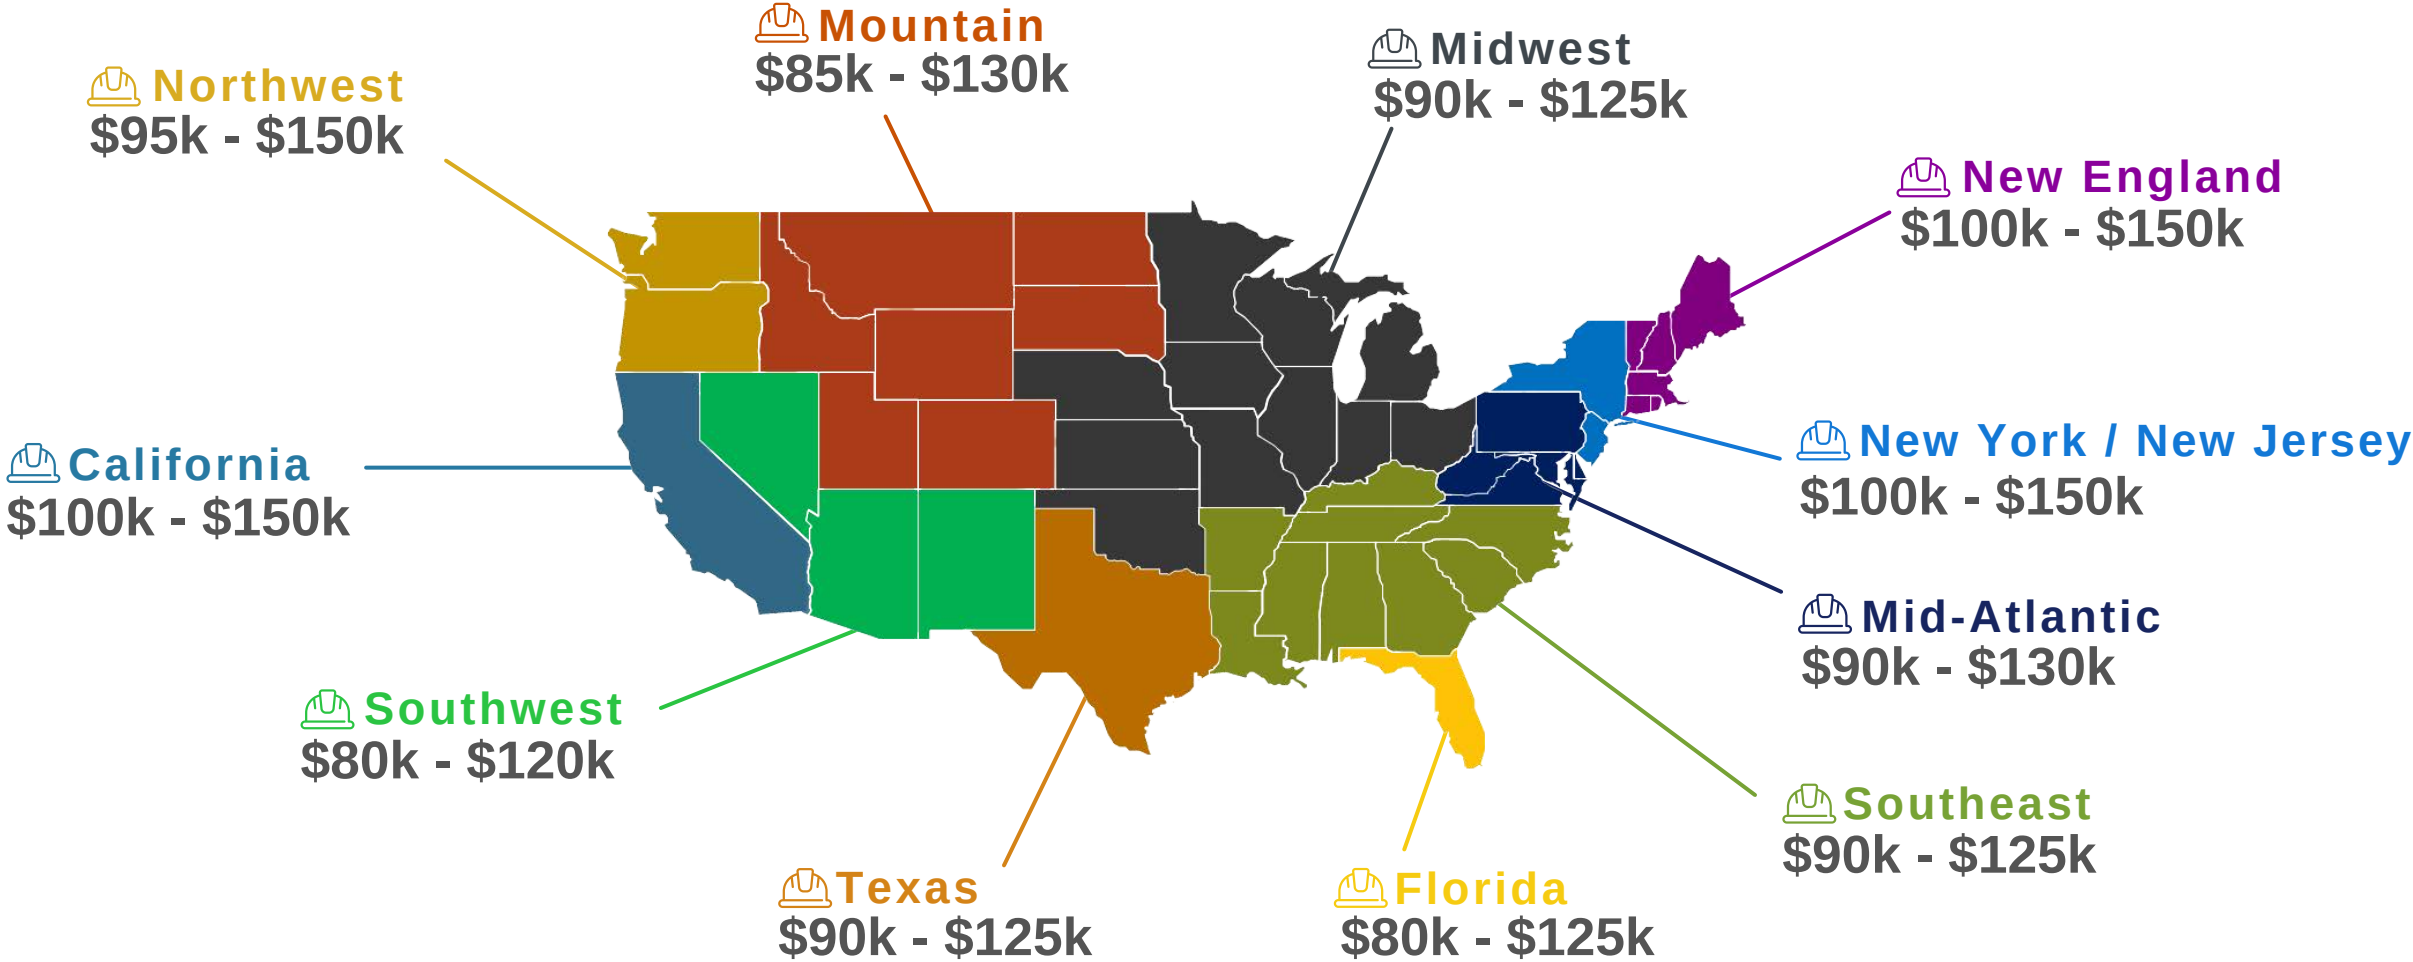 Mountain
$85k - $130k
Midwest
$90k - $125k
Northwest
$95k - $150k
New England
$100k - $150k
California
$100k - $150k
New York / New Jersey
$100k - $150k
Mid-Atlantic
$90k - $130k
Southwest
$80k - $120k
Southeast
$90k - $125k
Texas
$90k - $125k
Florida
$80k - $125k